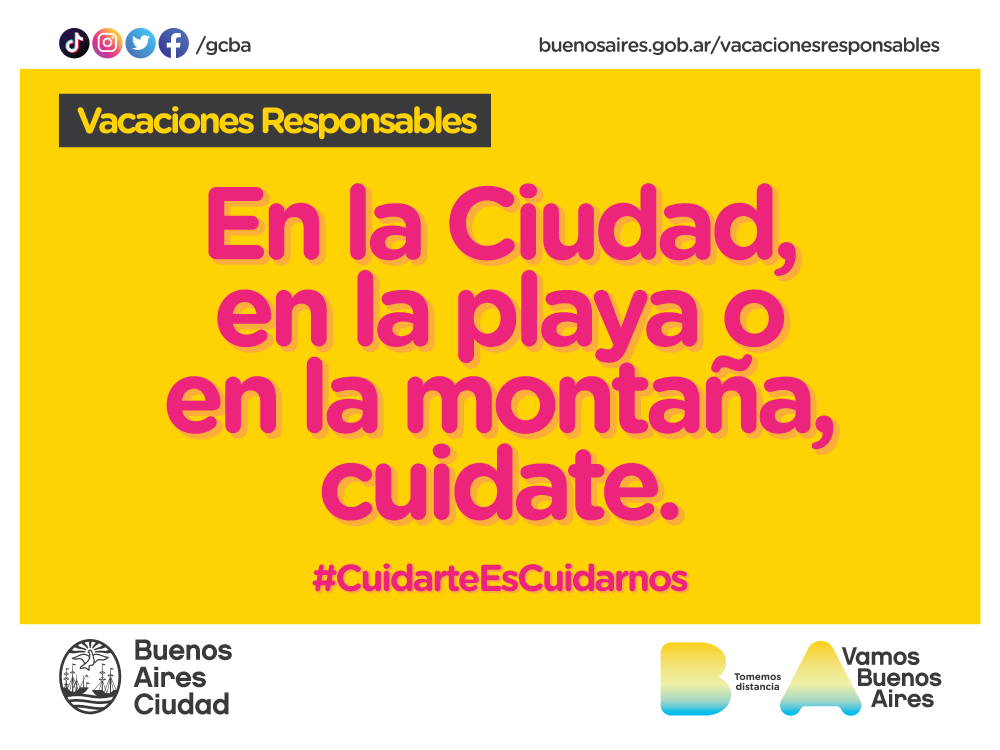 /gcba
buenosaires.gob.ar/vacacionesresponsables
Vacaciones Responsables
En la Ciudad,
en la playa o
en la montaña,
cuidate.
#CuidarteEsCuidarnos
Buenos
Aires
Ciudad
B
Tomemos
distancia
A
Vamos
Buenos
Aires